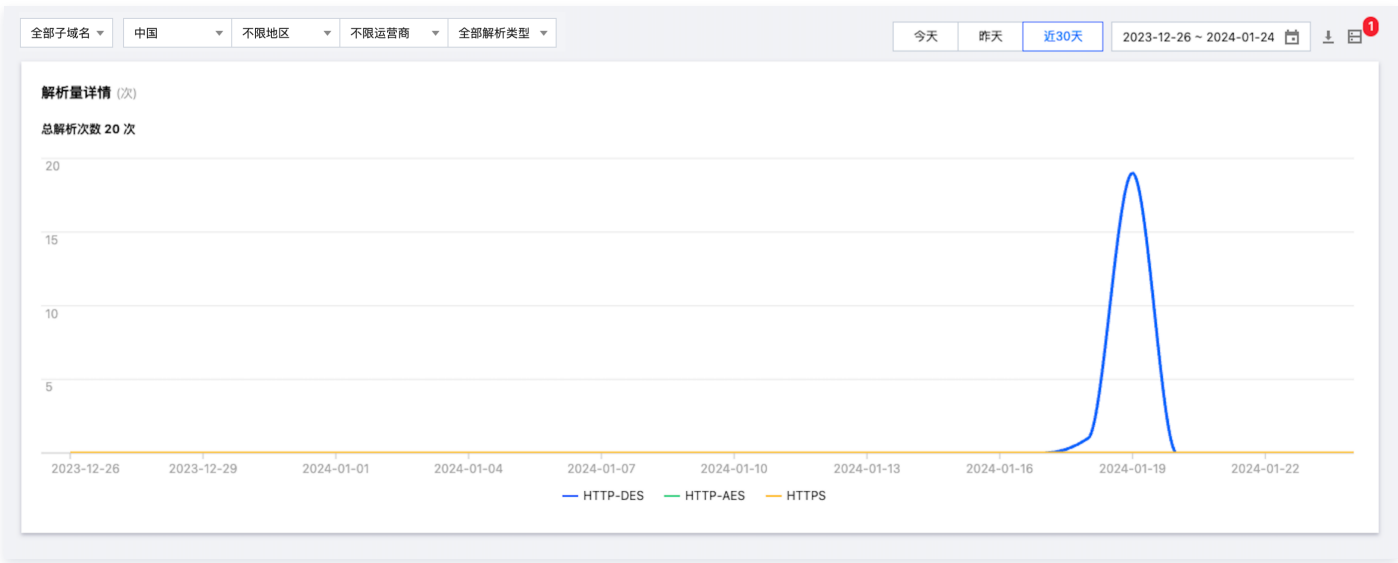 全部子域名 中国 不限地区 不限运营商 全部解析类型 今天 昨天 近30天 2023-12-26 ~ 2024-01-24 1
解析量详情 (次)
总解析次数 20 次
20
15
10
5
2023-12-26 2023-12-29 2024-01-01 2024-01-04 2024-01-07 2024-01-10 2024-01-13 2024-01-16 2024-01-19 2024-01-22
HTTP-DES HTTP-AES HTTPS